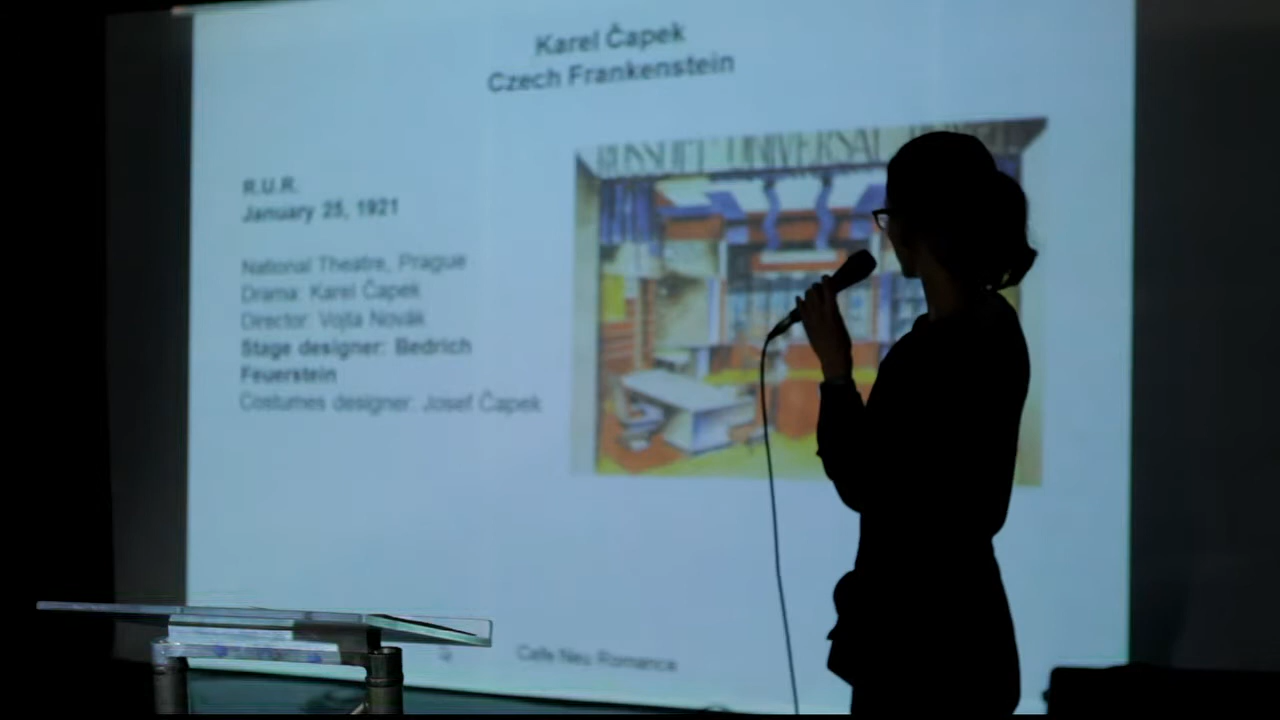 Karel Čapek
Czech Frankenstein
R.U.R.
January 25, 1921
National Theatre, Prague
Drama: Karel Čapek
Director: Vojta Novák
Stage designer: Bedrich
Feuerstein
Costumes designer: Josef Čapek
UNIVERSAL
Cafe Neu Romance